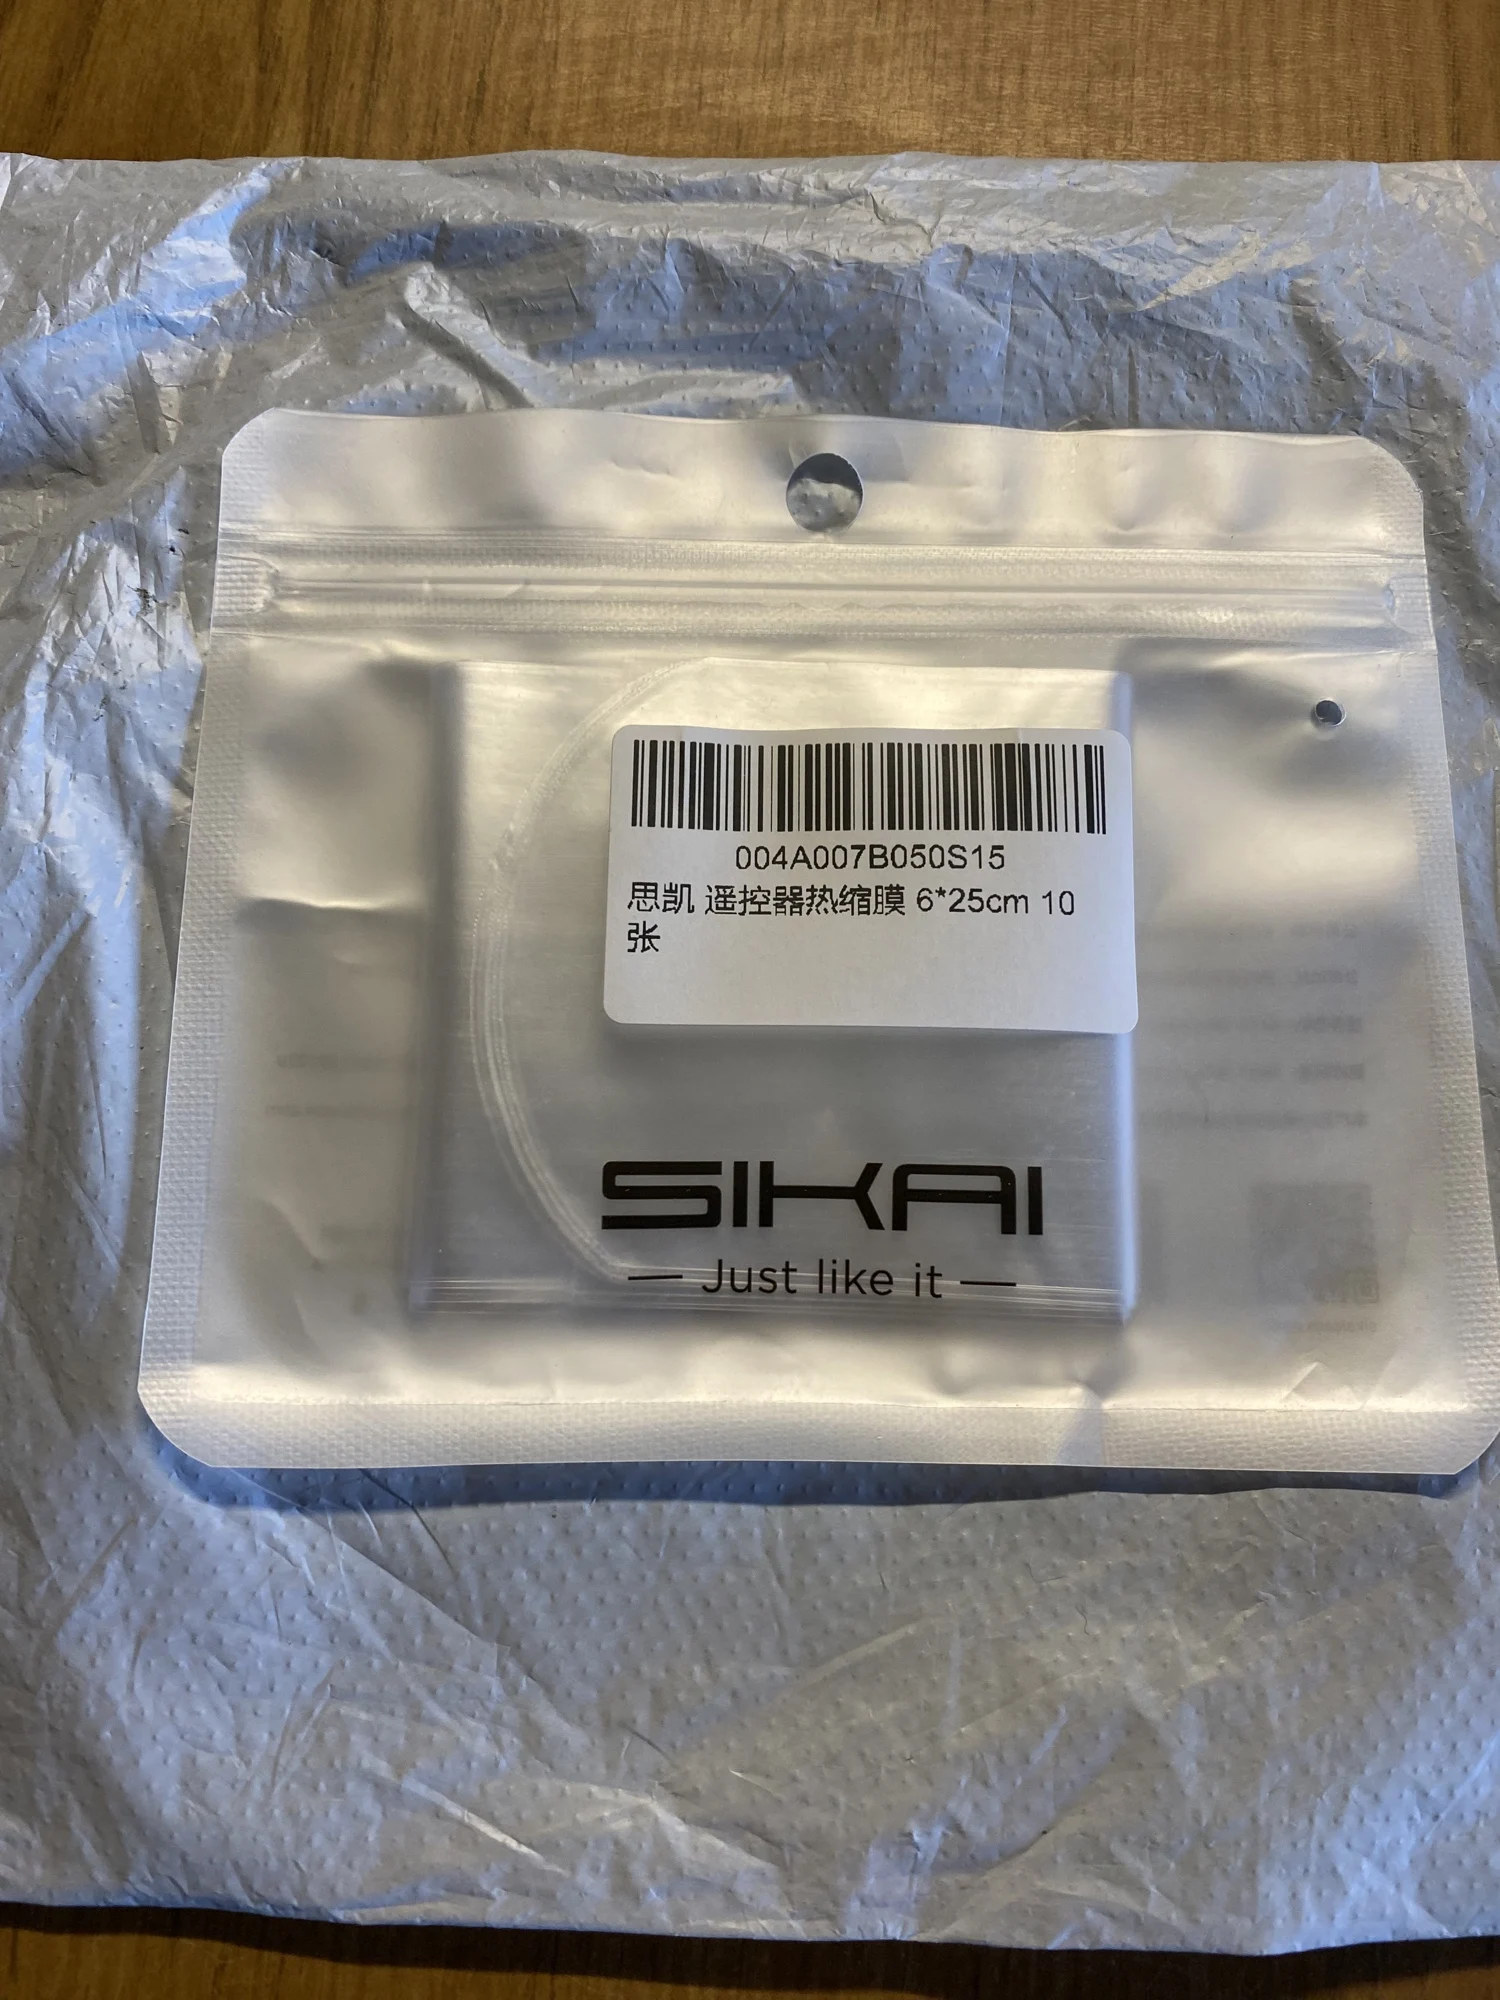 004A007B050S15
思凯 遥控器热缩膜 6*25cm 10
张
SIKAI
— Just like it —